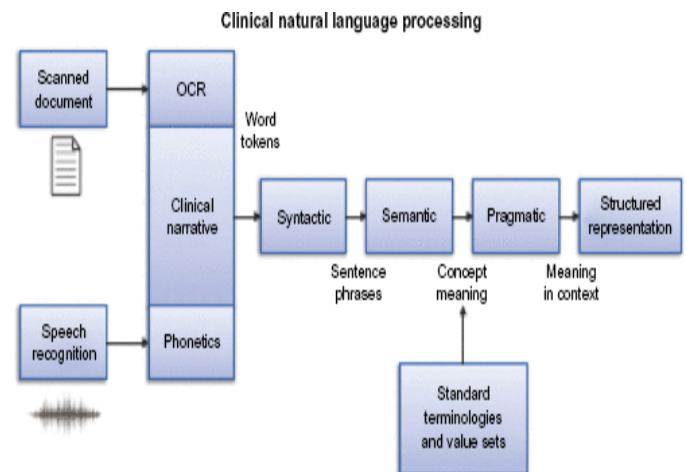 Clinical natural language processing
Scanned
document
OCR
Word
tokens
Clinical
narrative
Syntactic
Semantic
Pragmatic
Structured
representation
Sentence
phrases
Concept
meaning
Meaning
in context
Speech
recognition
Phonetics
Standard
terminologies
and value sets